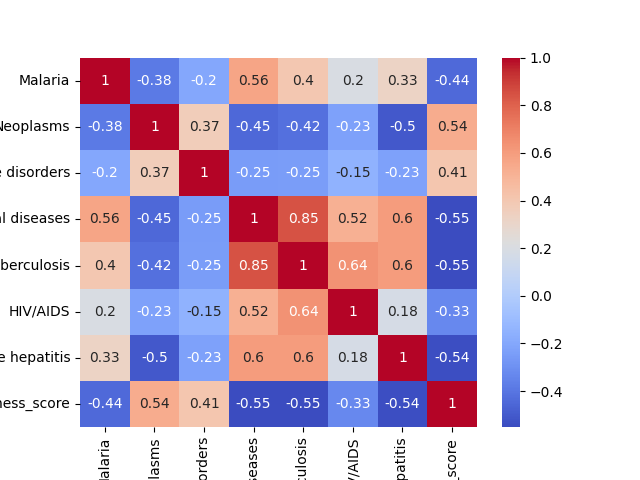 Malaria 1 -0.38 -0.2 0.56 0.4 0.2 0.33 -0.44
Neoplasms -0.38 1 0.37 -0.45 -0.42 -0.23 -0.5 0.54
disorders -0.2 0.37 1 -0.25 -0.25 -0.15 -0.23 0.41
diseases 0.56 -0.45 -0.25 1 0.85 0.52 0.6 -0.55
berculosis 0.4 -0.42 -0.25 0.85 1 0.64 0.6 -0.55
HIV/AIDS 0.2 -0.23 -0.15 0.52 0.64 1 0.18 -0.33
e hepatitis 0.33 -0.5 -0.23 0.6 0.6 0.18 1 -0.54
ness_score -0.44 0.54 0.41 -0.55 -0.55 -0.33 -0.54 1
Malaria
lasms
orders
seases
culosis
/AIDS
patitis
_score
1.0
0.8
0.6
0.4
0.2
0.0
−0.2
−0.4